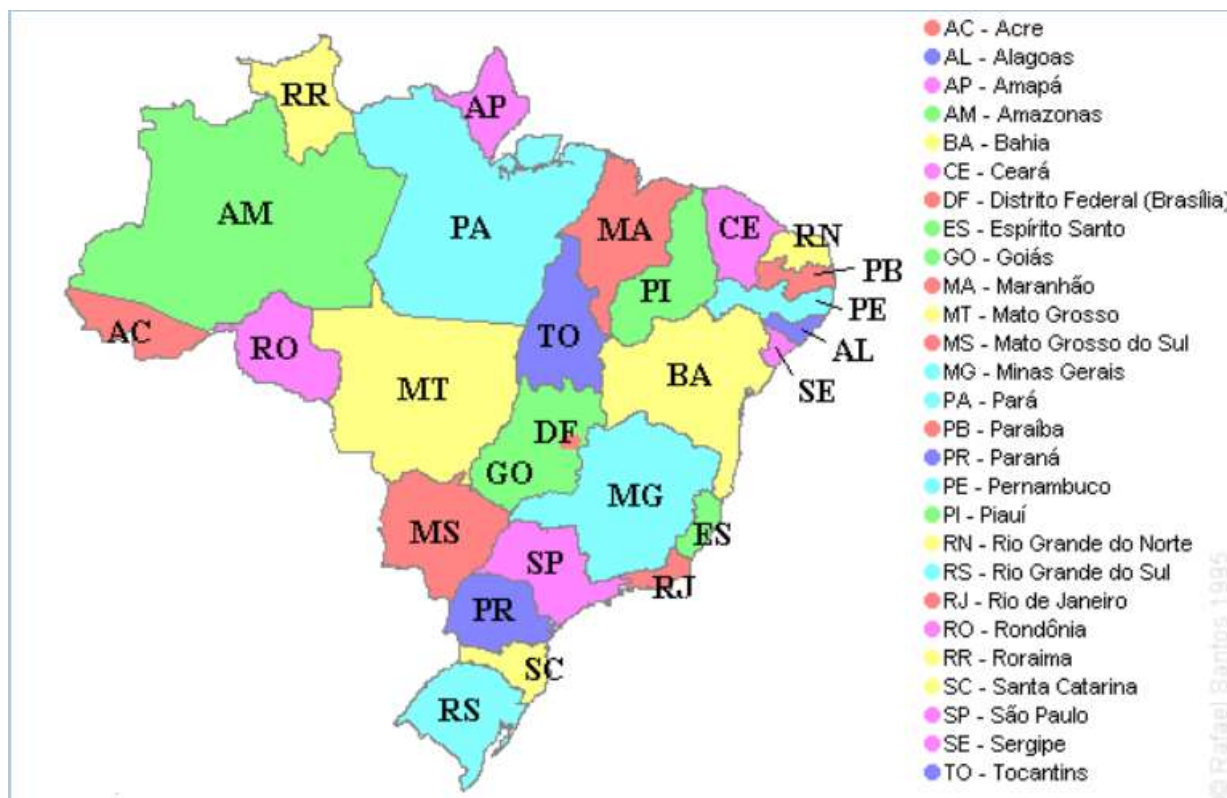 RR
AP
AM
PA
MA
CE
RN
PB
PI
PE
AC
RO
TO
AL
MT
BA
SE
DF
GO
MG
MS
ES
SP
RJ
PR
SC
RS
AC - Acre
AL - Alagoas
AP - Amapá
AM - Amazonas
BA - Bahia
CE - Ceará
DF - Distrito Federal (Brasília)
ES - Espírito Santo
GO - Goiás
MA - Maranhão
MT - Mato Grosso
MS - Mato Grosso do Sul
MG - Minas Gerais
PA - Pará
PB - Paraíba
PR - Paraná
PE - Pernambuco
PI - Piauí
RN - Rio Grande do Norte
RS - Rio Grande do Sul
RJ - Rio de Janeiro
RO - Rondônia
RR - Roraima
SC - Santa Catarina
SP - São Paulo
SE - Sergipe
TO - Tocantins
© Rafael Santos 1995